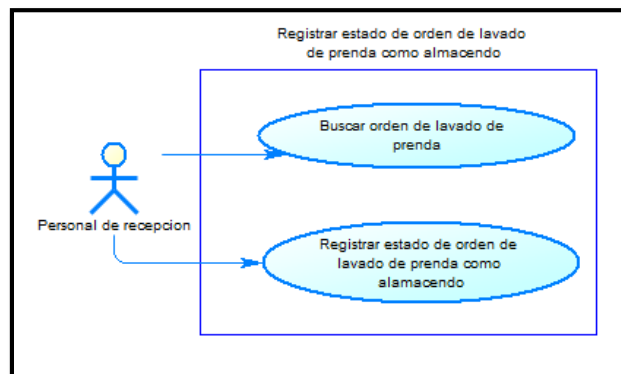 Registrar estado de orden de lavado
de prenda como almacendo
Buscar orden de lavado de
prenda
Personal de recepcion
Registrar estado de orden de
lavado de prenda como
alamacendo